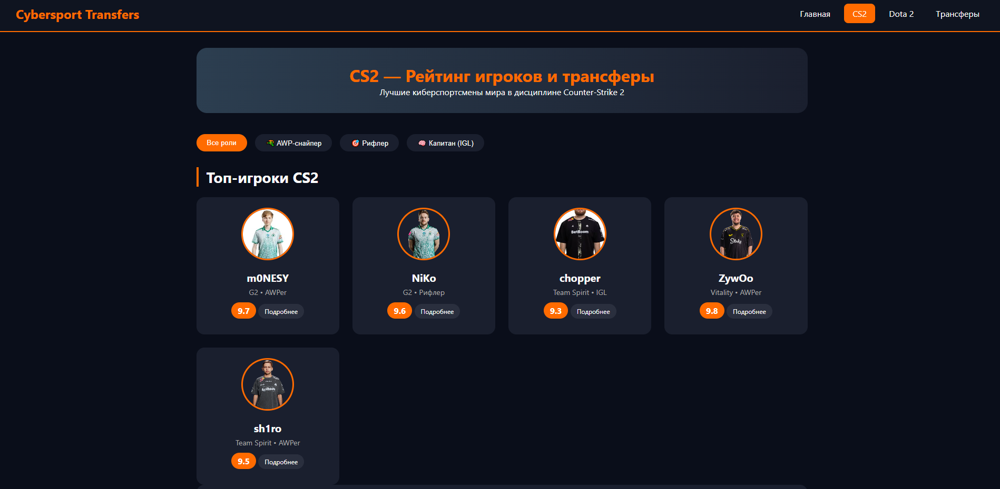 Cybersport Transfers
Главная
CS2
Dota 2
Трансферы
CS2 — Рейтинг игроков и трансферы
Лучшие киберспортсмены мира в дисциплине Counter-Strike 2
Все роли
AWP-снайпер
Рифлер
Капитан (IGL)
Топ-игроки CS2
BetBoom
Stake
m0NESY
G2 • AWPer
9.7 Подробнее
NiKo
G2 • Рифлер
9.6 Подробнее
chopper
Team Spirit • IGL
9.3 Подробнее
ZywOo
Vitality • AWPer
9.8 Подробнее
BetBoom
sh1ro
Team Spirit • AWPer
9.5 Подробнее